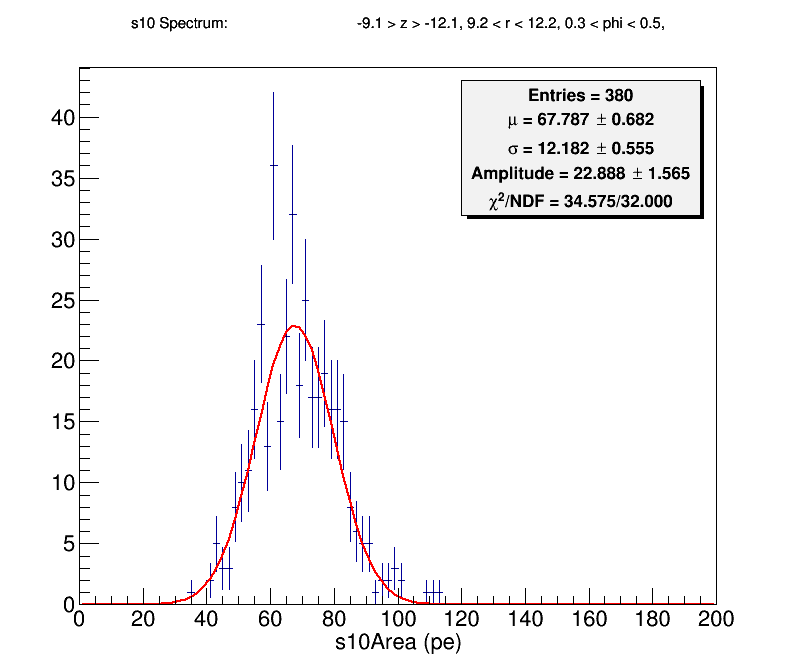 s10 Spectrum: -9.1 > z > -12.1, 9.2 < r < 12.2, 0.3 < phi < 0.5,
Entries = 380
μ = 67.787 ± 0.682
σ = 12.182 ± 0.555
Amplitude = 22.888 ± 1.565
χ²/NDF = 34.575/32.000
40
35
30
25
20
15
10
5
0
0 20 40 60 80 100 120 140 160 180 200
s10Area (pe)